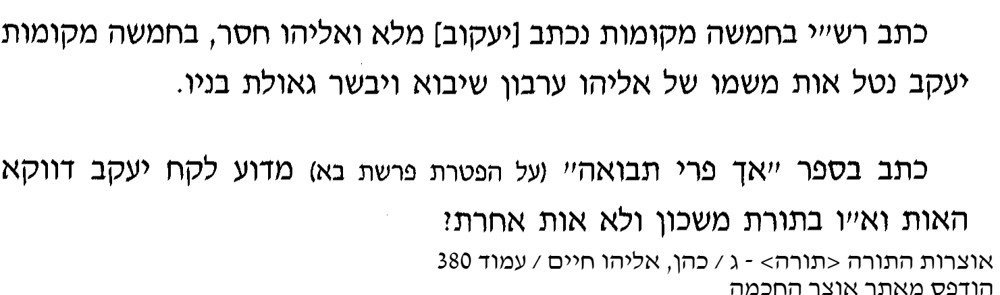 כתב רש״י בחמשה מקומות נכתב [יעקוב] מלא ואליהו חסר, בחמשה מקומות
יעקב נטל אות משמו של אליהו ערבון שיבוא ויבשר גאולת בניו.
כתב בספר ״אך פרי תבואה״ (על הפטרת פרשת בא) מדוע לקח יעקב דווקא
האות וא״ו בתורת משכון ולא אות אחרת?
אוצרות התורה <תורה> - ג / כהן, אליהו חיים / עמוד 380
הודפס מאתר אוצר החכמה